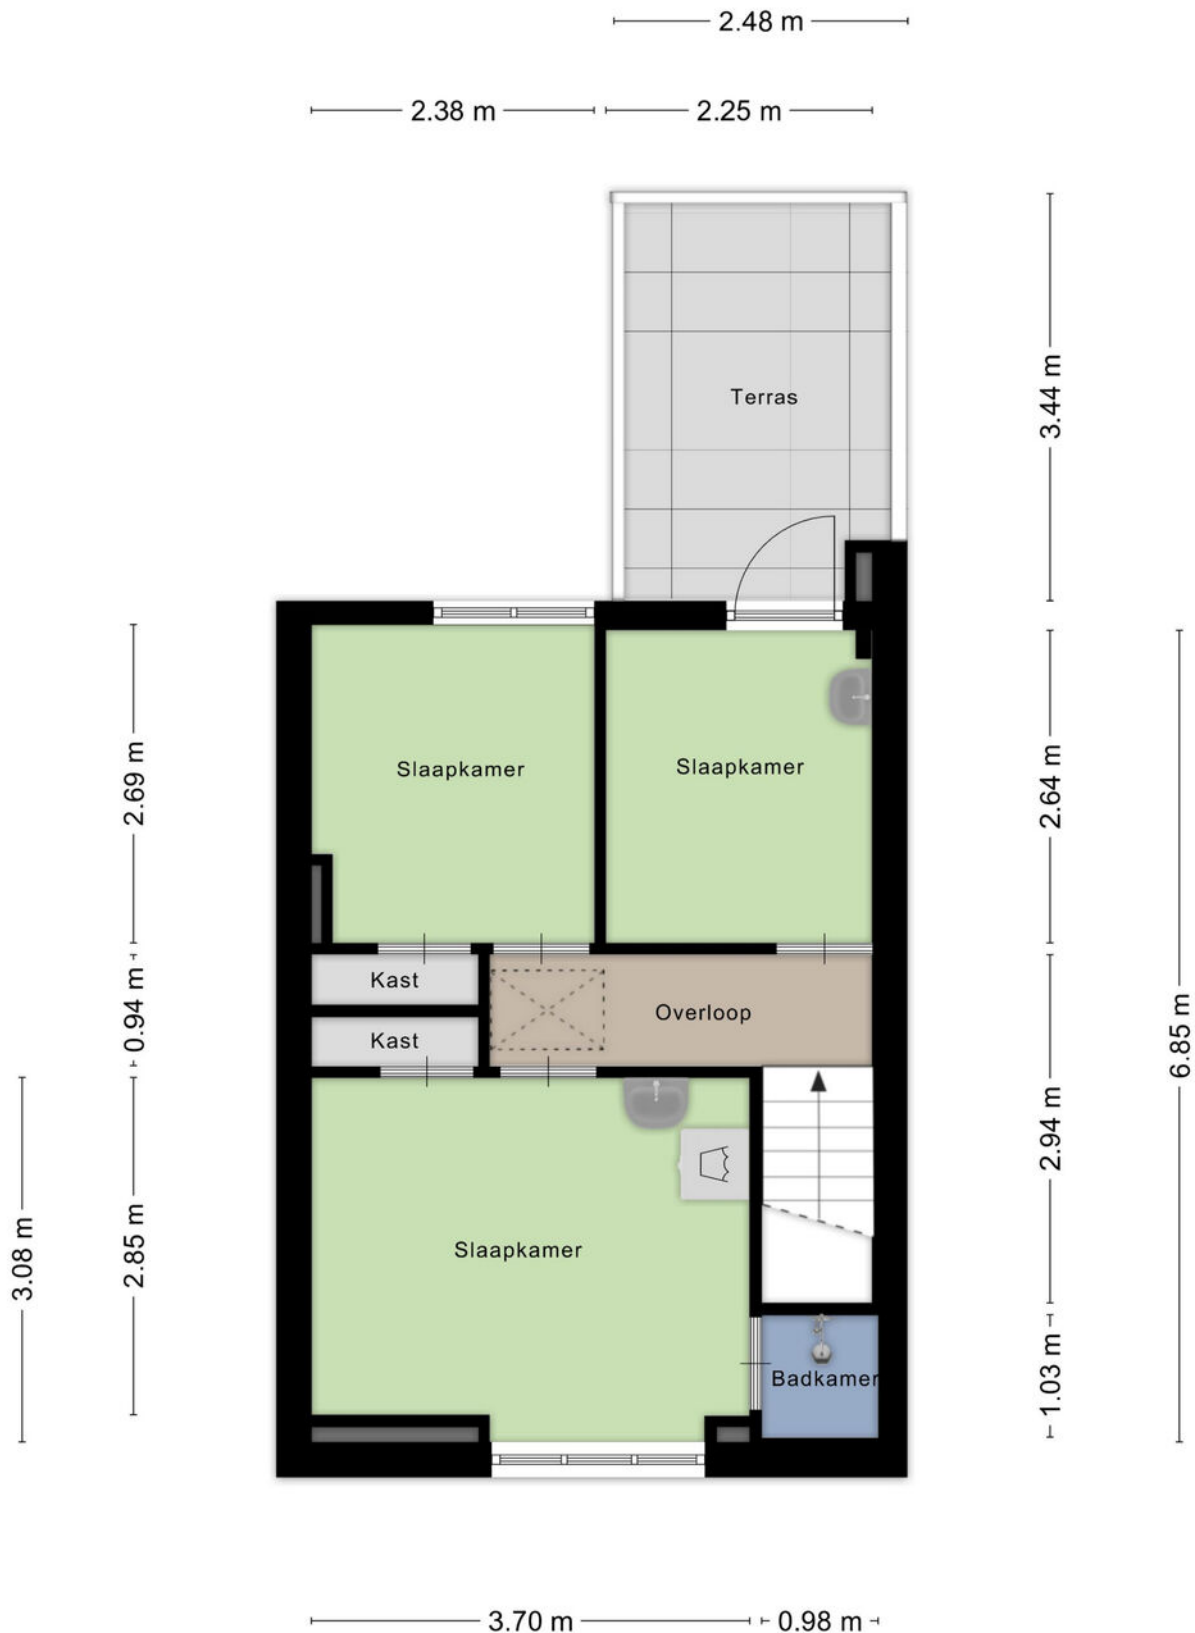 2.48 m
2.38 m
2.25 m
Terras
3.44 m
Slaapkamer
Slaapkamer
2.69 m
2.64 m
Kast
Overloop
0.94 m
Kast
6.85 m
2.94 m
Slaapkamer
3.08 m
2.85 m
Badkamer
1.03 m
3.70 m
0.98 m